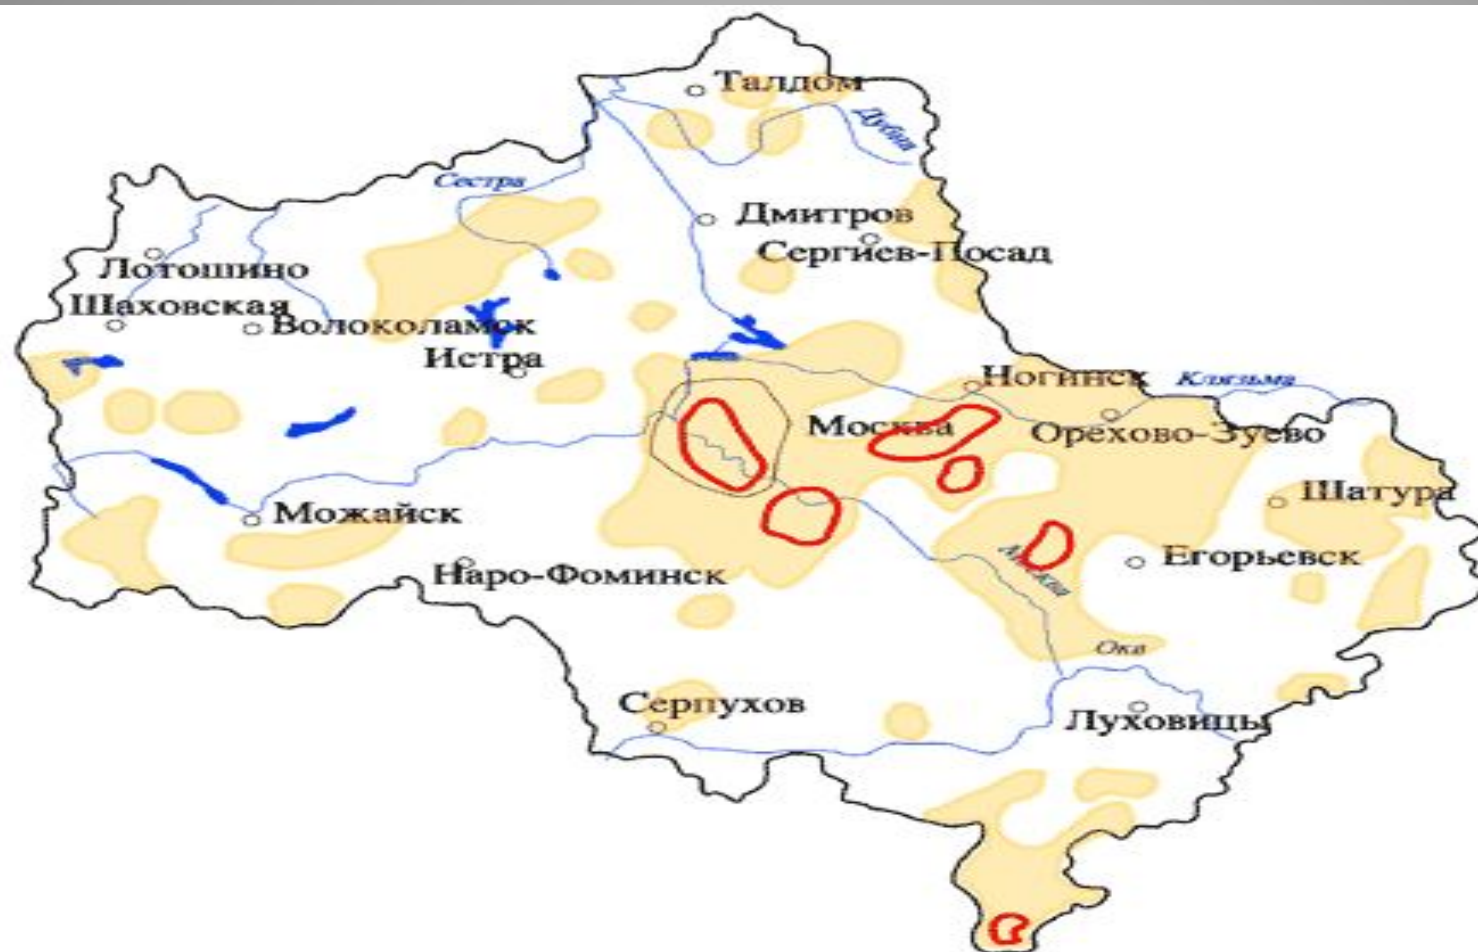 Талдом
Дубна
Сестра
Дмитров
Сергиев-Посад
Лотошино
Шаховская
Волоколамск
Истра
Ногинск
Клязьма
Москва
Орехово-Зуево
Шатура
Можайск
Егорьевск
Москва
Наро-Фоминск
Ока
Серпухов
Луховицы